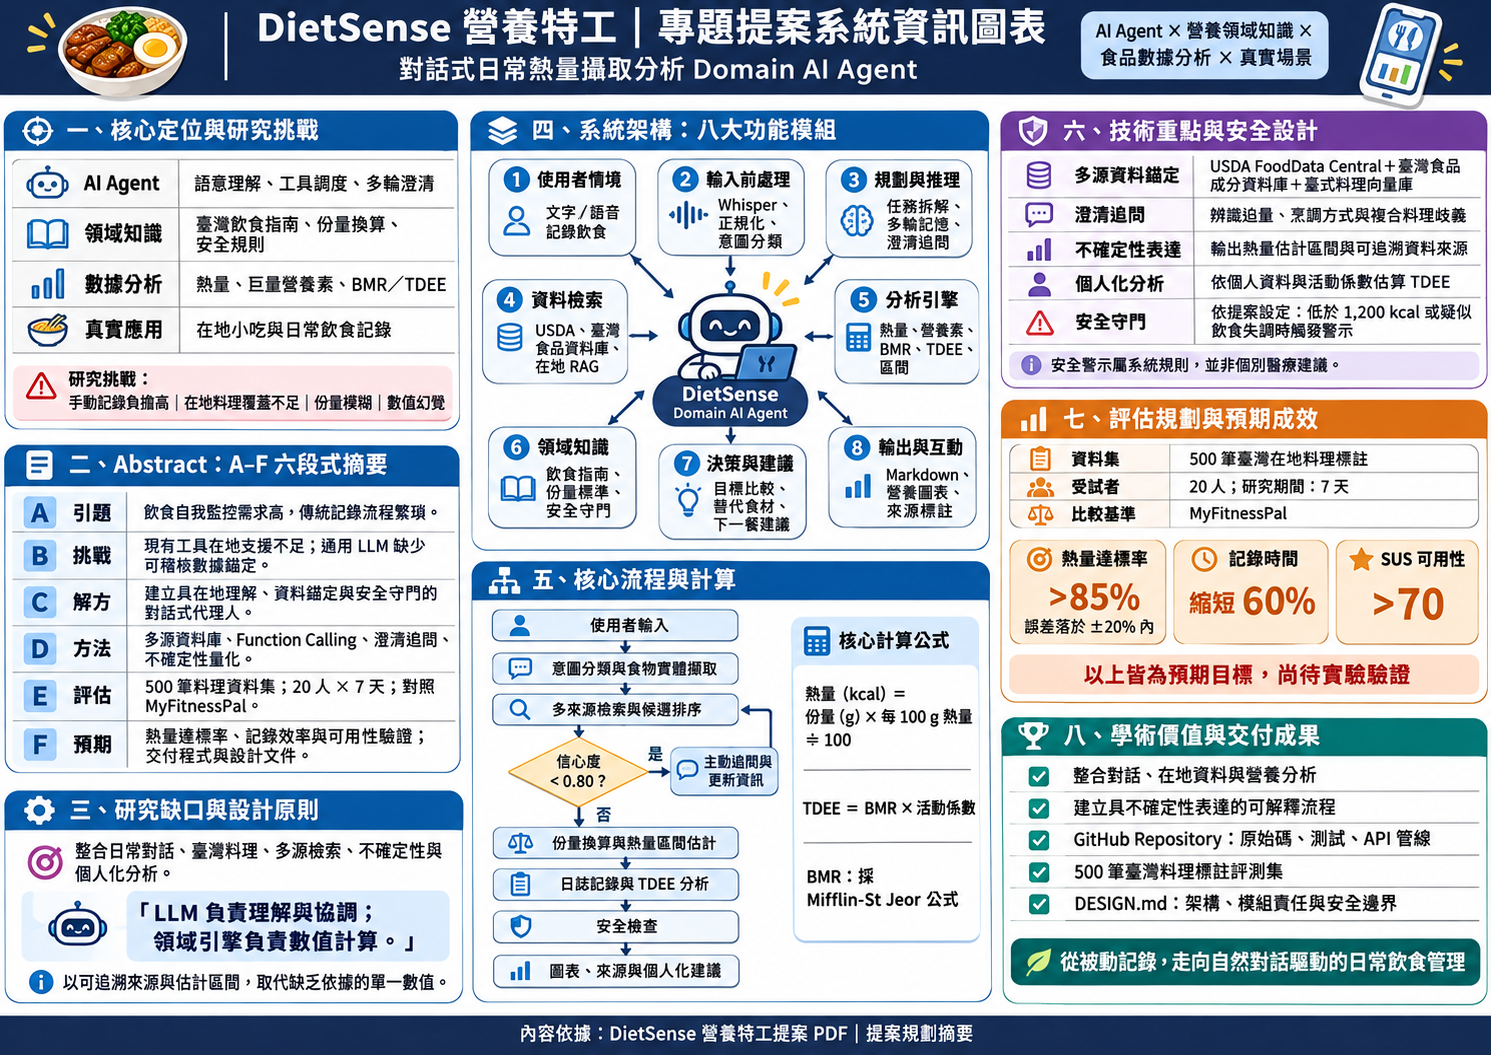 DietSense 營養特工｜專題提案系統資訊圖表
對話式日常熱量攝取分析 Domain AI Agent
AI Agent × 營養領域知識 ×
食品數據分析 × 真實場景
一、核心定位與研究挑戰
AI Agent
語意理解、工具調度、多輪澄清
領域知識
臺灣飲食指南、份量換算、
安全規則
數據分析
熱量、巨量營養素、BMR／TDEE
真實應用
在地小吃與日常飲食記錄
研究挑戰：
手動記錄負擔高｜在地料理覆蓋不足｜份量模糊｜數值幻覺
二、Abstract：A–F 六段式摘要
A 引題
飲食自我監控需求高，傳統記錄流程繁瑣。
B 挑戰
現有工具在地支援不足；通用 LLM 缺少
可稽核數據錨定。
C 解方
建立具在地理解、資料錨定與安全守門的
對話式代理人。
D 方法
多源資料庫、Function Calling、澄清追問、
不確定性量化。
E 評估
500 筆料理資料集；20 人 × 7 天；對照
MyFitnessPal。
F 預期
熱量達標率、記錄效率與可用性驗證；
交付程式與設計文件。
三、研究缺口與設計原則
整合日常對話、臺灣料理、多源檢索、不確定性與
個人化分析。
「LLM 負責理解與協調；
領域引擎負責數值計算。」
以可追溯來源與估計區間，取代缺乏依據的單一數值。
四、系統架構：八大功能模組
1 使用者情境
文字／語音
記錄飲食
2 輸入前處理
Whisper、
正規化、
意圖分類
3 規劃與推理
任務拆解、
多輪記憶、
澄清追問
4 資料檢索
USDA、臺灣
食品資料庫、
在地 RAG
5 分析引擎
熱量、營養素、
BMR、TDEE、
區間
DietSense
Domain AI Agent
6 領域知識
飲食指南、
份量標準、
安全守門
7 決策與建議
目標比較、
替代食材、
下一餐建議
8 輸出與互動
Markdown、
營養圖表、
來源標註
五、核心流程與計算
使用者輸入
意圖分類與食物實體擷取
多來源檢索與候選排序
信心度
< 0.80？
是
主動追問與
更新資訊
否
份量換算與熱量區間估計
日誌記錄與 TDEE 分析
安全檢查
圖表、來源與個人化建議
核心計算公式
熱量 (kcal) ＝
份量 (g) × 每 100 g 熱量
÷ 100
TDEE ＝ BMR × 活動係數
BMR：採
Mifflin-St Jeor 公式
六、技術重點與安全設計
多源資料錨定
USDA FoodData Central＋臺灣食品
成分資料庫＋臺式料理向量庫
澄清追問
辨識追量、烹調方式與複合料理歧義
不確定性表達
輸出熱量估計區間與可追溯資料來源
個人化分析
依個人資料與活動係數估算 TDEE
安全守門
依提案設定：低於 1,200 kcal 或疑似
飲食失調時觸發警示
安全警示屬系統規則，並非個別醫療建議。
七、評估規劃與預期成效
資料集
500 筆臺灣在地料理標註
受試者
20 人；研究期間：7 天
比較基準
MyFitnessPal
熱量達標率
>85%
誤差落於 ±20% 內
記錄時間
縮短 60%
SUS 可用性
>70
以上皆為預期目標，尚待實驗驗證
八、學術價值與交付成果
整合對話、在地資料與營養分析
建立具不確定性表達的可解釋流程
GitHub Repository：原始碼、測試、API 管線
500 筆臺灣料理標註評測集
DESIGN.md：架構、模組責任與安全邊界
從被動記錄，走向自然對話驅動的日常飲食管理
內容依據：DietSense 營養特工提案 PDF｜提案規劃摘要